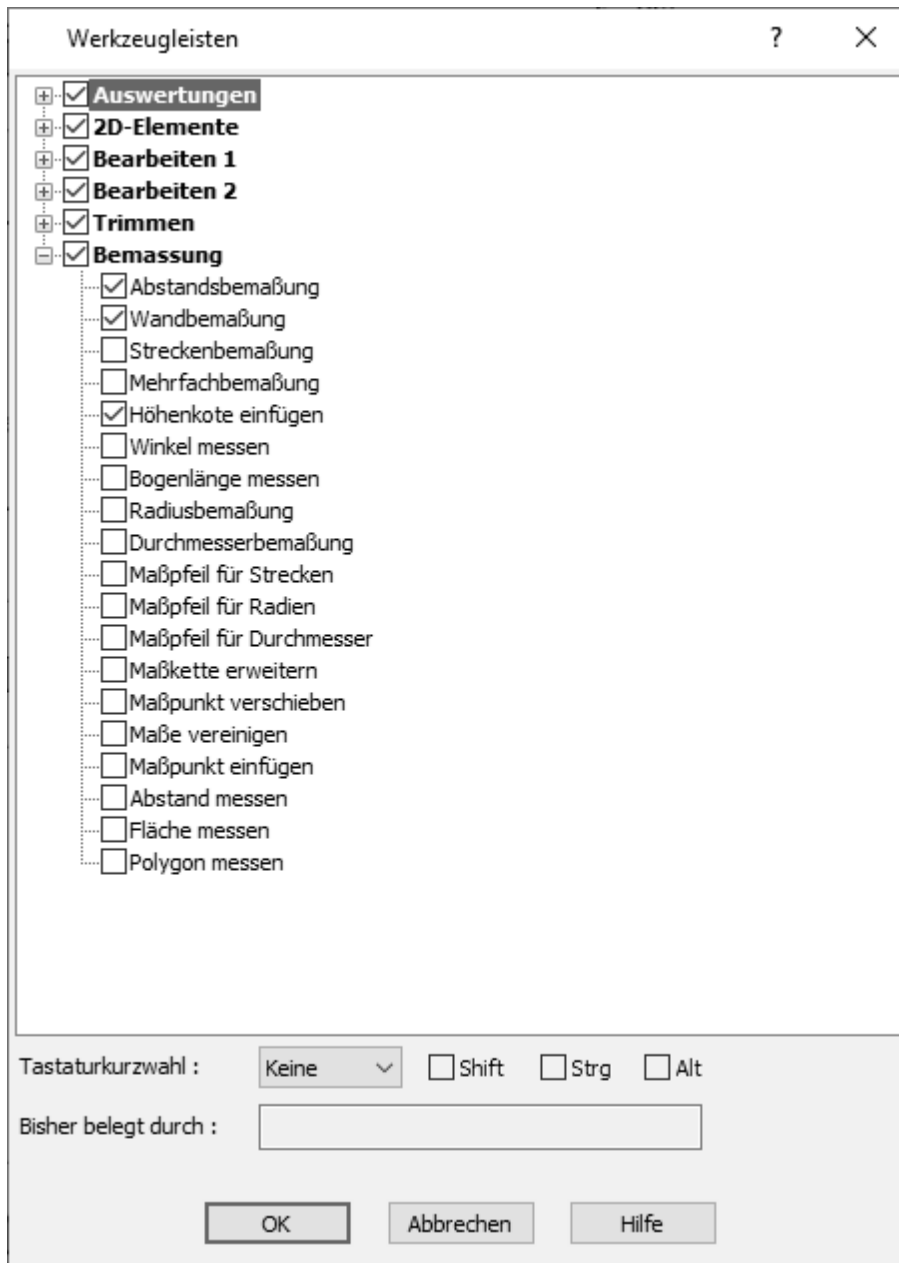 Werkzeugleisten ?
Auswertungen
2D-Elemente
Bearbeiten 1
Bearbeiten 2
Trimmen
Bemassung
Abstandsbemaßung
Wandbemaßung
Streckenbemaßung
Mehrfachbemaßung
Höhenkote einfügen
Winkel messen
Bogenlänge messen
Radiusbemaßung
Durchmesserbemaßung
Maßpfeil für Strecken
Maßpfeil für Radien
Maßpfeil für Durchmesser
Maßkette erweitern
Maßpunkt verschieben
Maße vereinigen
Maßpunkt einfügen
Abstand messen
Fläche messen
Polygon messen
Tastaturkurzwahl : Keine Shift Strg Alt
Bisher belegt durch :
OK Abbrechen Hilfe